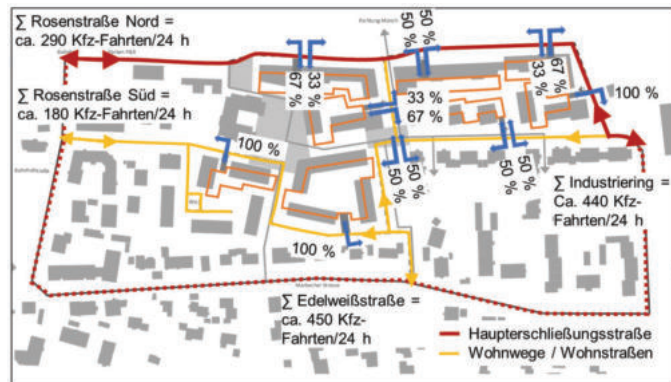 ∑ Rosenstraße Nord =
ca. 290 Kfz-Fahrten/24 h
∑ Rosenstraße Süd =
ca. 180 Kfz-Fahrten/24 h
50 %
50 %
67 %
33 %
33 %
67 %
67 %
33 %
100 %
100 %
50 %
50 %
50 %
50 %
100 %
∑ Industriering =
Ca. 440 Kfz-
Fahrten/24 h
∑ Edelweißstraße =
ca. 450 Kfz-
Fahrten/24 h
Haupterschließungsstraße
Wohnwege / Wohnstraßen